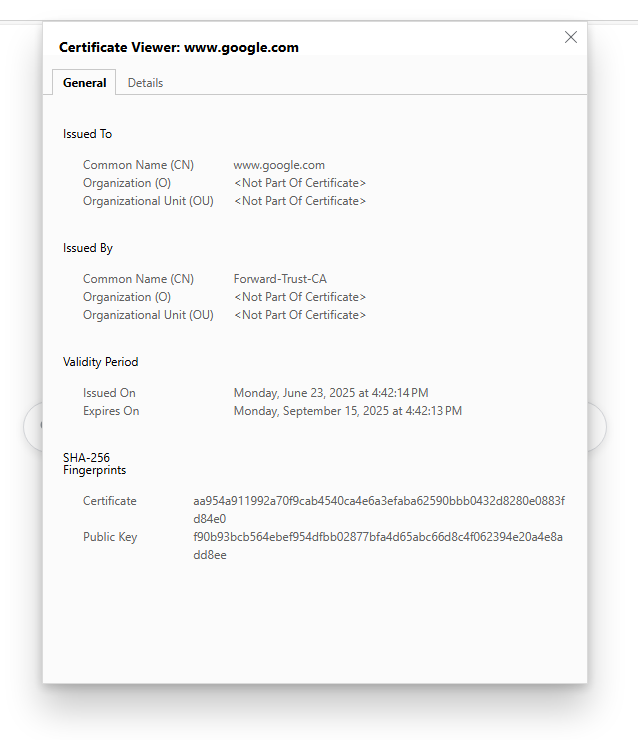 Certificate Viewer: www.google.com
General Details
Issued To
Common Name (CN) www.google.com
Organization (O) <Not Part Of Certificate>
Organizational Unit (OU) <Not Part Of Certificate>
Issued By
Common Name (CN) Forward-Trust-CA
Organization (O) <Not Part Of Certificate>
Organizational Unit (OU) <Not Part Of Certificate>
Validity Period
Issued On Monday, June 23, 2025 at 4:42:14 PM
Expires On Monday, September 15, 2025 at 4:42:13 PM
SHA-256
Fingerprints
Certificate aa954a911992a70f9cab4540ca4e6a3efaba62590bbb0432d8280e0883f
d84e0
Public Key f90b93bcb564ebef954dfbb02877bfa4d65abc66d8c4f062394e20a4e8a
dd8ee